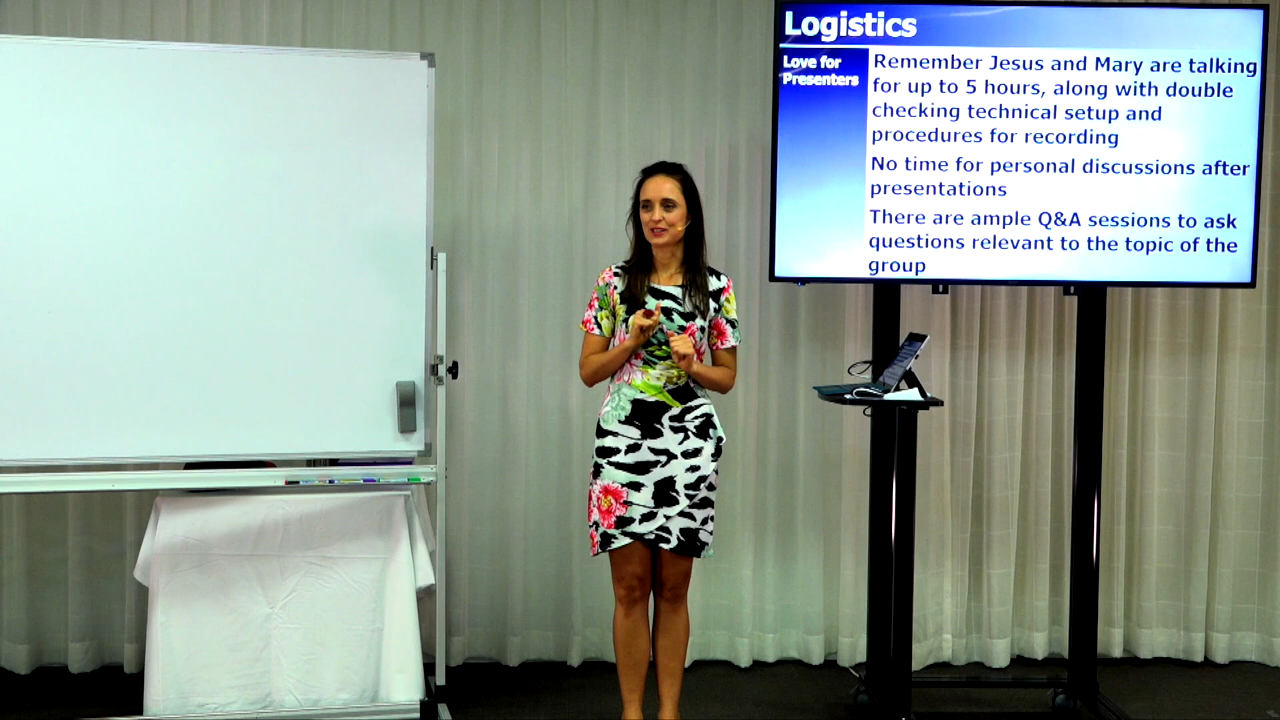 Logistics
Love for
Presenters
Remember Jesus and Mary are talking
for up to 5 hours, along with double
checking technical setup and
procedures for recording
No time for personal discussions after
presentations
There are ample Q&A sessions to ask
questions relevant to the topic of the
group